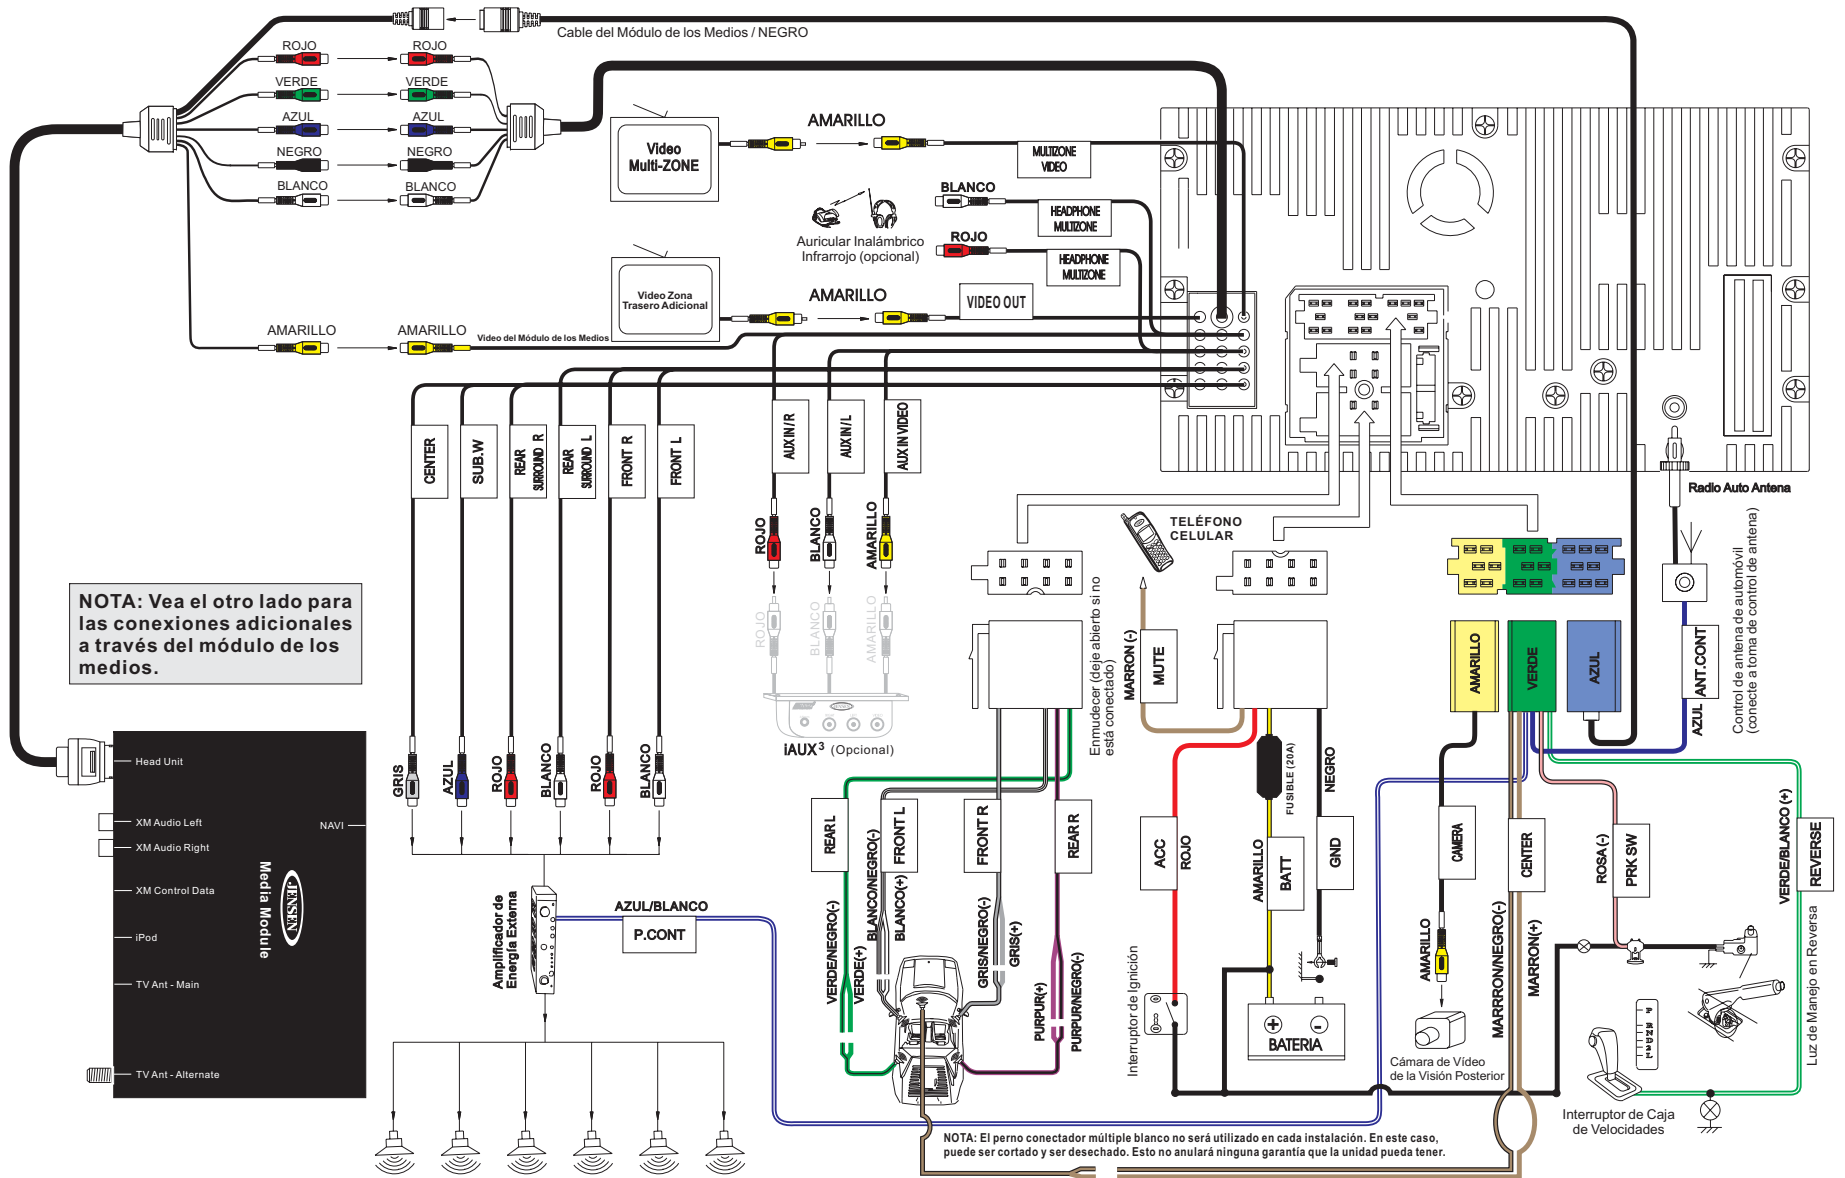 Cable del Módulo de los Medios / NEGRO
ROJO
ROJO
VERDE
VERDE
AZUL
AZUL
NEGRO
NEGRO
BLANCO
BLANCO
Video
Multi-ZONE
AMARILLO
MULTIZONE
VIDEO
BLANCO
HEADPHONE
MULTIZONE
ROJO
HEADPHONE
MULTIZONE
Auricular Inalámbrico
Infrarrojo (opcional)
Video Zona
Trasero Adicional
AMARILLO
VIDEO OUT
AMARILLO
AMARILLO
Video del Módulo de los Medios
CENTER
SUB.W
REAR
SURROUND R
REAR
SURROUND L
FRONT R
FRONT L
AUX IN / R
AUX IN / L
AUX IN VIDEO
ROJO
BLANCO
AMARILLO
ROJO
BLANCO
AMARILLO
JENSEN
iAUX3 (Opcional)
Radio Auto Antena
Control de antena de automóvil
(conecte a toma de control de antena)
TELÉFONO
CELULAR
MARRON (-)
MUTE
Enmudecer (deje abierto si no
está conectado)
AMARILLO
VERDE
AZUL
AZUL
ANT.CONT
NOTA: Vea el otro lado para
las conexiones adicionales
a través del módulo de los
medios.
Head Unit
XM Audio Left
XM Audio Right
XM Control Data
iPod
TV Ant - Main
TV Ant - Alternate
NAVI
JENSEN
Media Module
GRIS
AZUL
ROJO
BLANCO
ROJO
BLANCO
Amplificador de
Energía Externa
AZUL/BLANCO
P.CONT
REAR L
FRONT L
FRONT R
REAR R
VERDE/NEGRO(-)
VERDE(+)
BLANCO/NEGRO(-)
BLANCO(+)
GRIS/NEGRO(-)
GRIS(+)
PURPUR(+)
PURPUR/NEGRO(-)
ACC
ROJO
FUSIBLE (20A)
AMARILLO
BATT
NEGRO
GND
Interruptor de Ignición
BATERIA
CAMERA
AMARILLO
Cámara de Vídeo
de la Visión Posterior
CENTER
MARRRON/NEGRO(-)
MARRON(+)
ROSA (-)
PRK SW
VERDE/BLANCO (+)
REVERSE
Luz de Manejo en Reversa
Interruptor de Caja
de Velocidades
NOTA: El perno conectador múltiple blanco no será utilizado en cada instalación. En este caso,
puede ser cortado y ser desechado. Esto no anulará ninguna garantía que la unidad pueda tener.